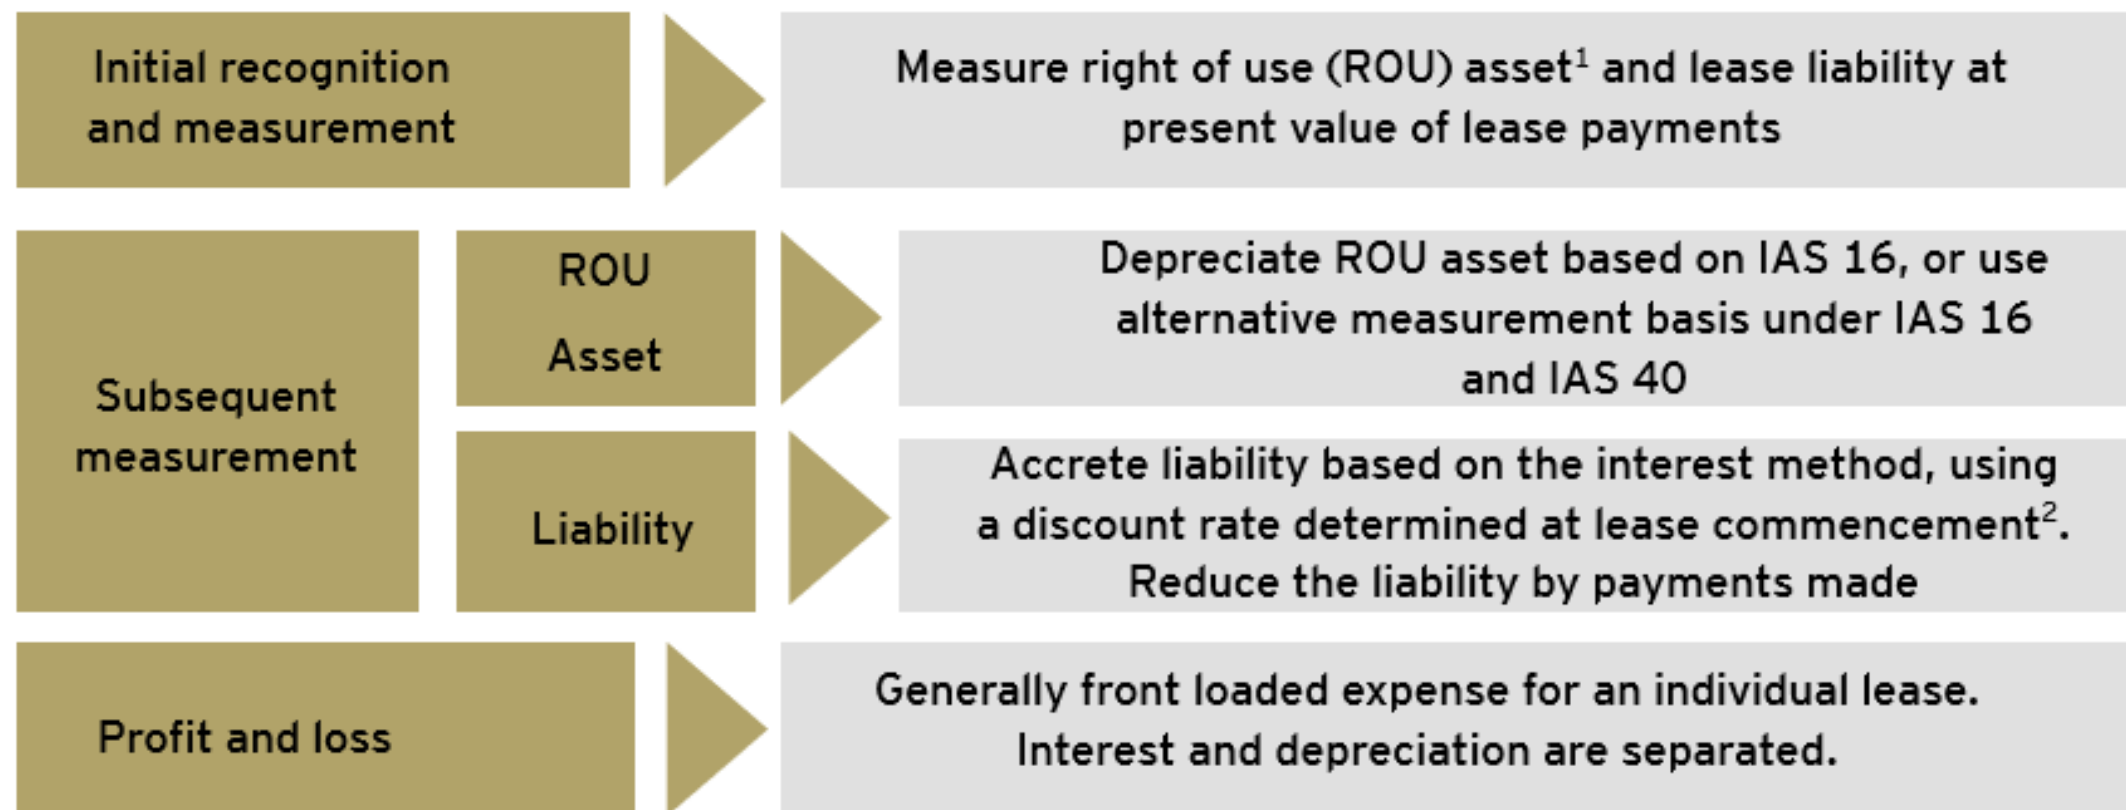 Initial recognition
and measurement
Measure right of use (ROU) asset¹ and lease liability at
present value of lease payments
Subsequent
measurement
ROU
Asset
Depreciate ROU asset based on IAS 16, or use
alternative measurement basis under IAS 16
and IAS 40
Liability
Accrete liability based on the interest method, using
a discount rate determined at lease commencement².
Reduce the liability by payments made
Profit and loss
Generally front loaded expense for an individual lease.
Interest and depreciation are separated.